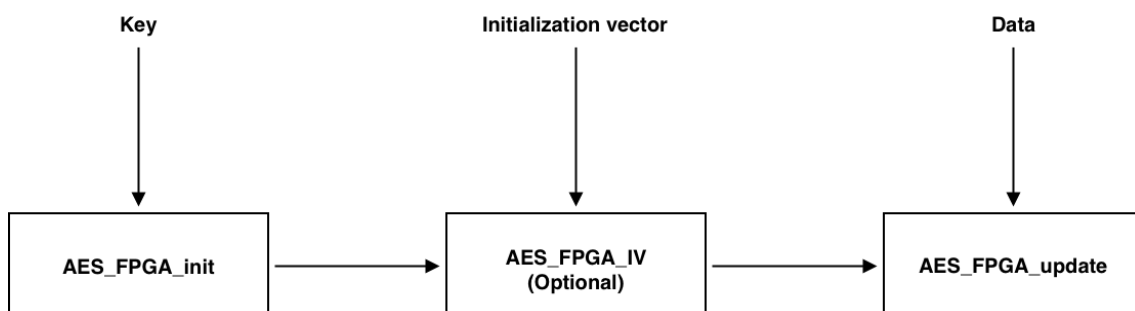 Key
Initialization vector
Data
AES_FPGA_init
AES_FPGA_IV
(Optional)
AES_FPGA_update